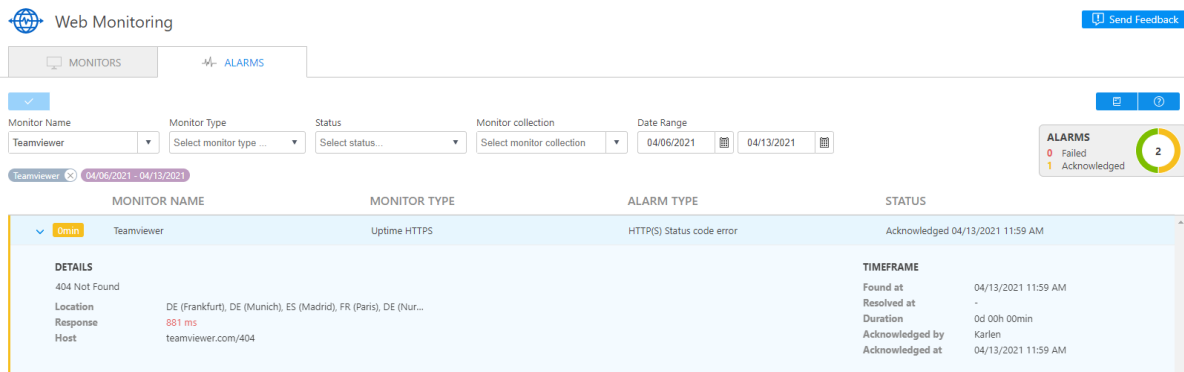 Web Monitoring
Send Feedback
MONITORS
ALARMS
Monitor Name
Monitor Type
Status
Monitor collection
Date Range
Teamviewer
Select monitor type ...
Select status...
Select monitor collection
04/06/2021
04/13/2021
ALARMS
0 Failed
1 Acknowledged
2
Teamviewer
04/06/2021 - 04/13/2021
MONITOR NAME MONITOR TYPE ALARM TYPE STATUS
0min Teamviewer Uptime HTTPS HTTP(S) Status code error Acknowledged 04/13/2021 11:59 AM
DETAILS
404 Not Found
Location DE (Frankfurt), DE (Munich), ES (Madrid), FR (Paris), DE (Nur...
Response 881 ms
Host teamviewer.com/404
TIMEFRAME
Found at 04/13/2021 11:59 AM
Resolved at -
Duration 0d 00h 00min
Acknowledged by Karlen
Acknowledged at 04/13/2021 11:59 AM